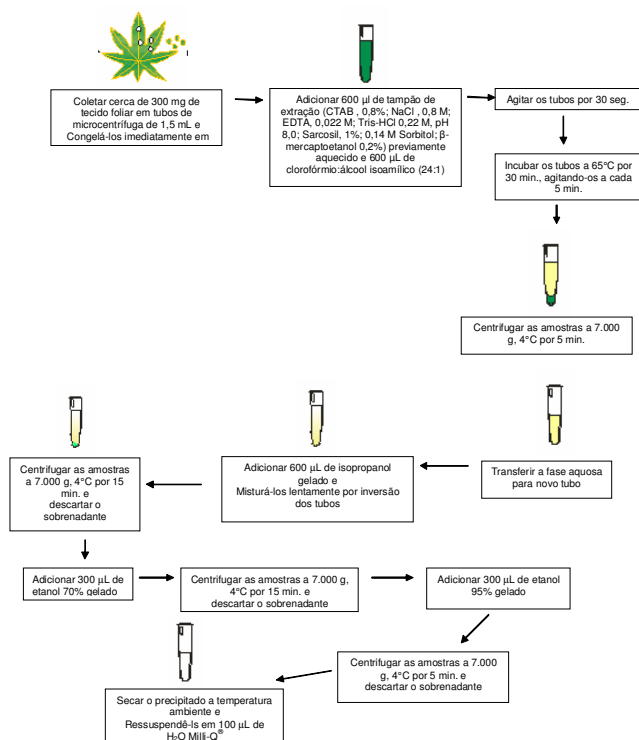 Coletar cerca de 300 mg de
tecido foliar em tubos de
microcentrífuga de 1,5 mL e
Congelá-los imediatamente em
Adicionar 600 µl de tampão de
extração (CTAB , 0,8%; NaCl , 0,8 M;
EDTA, 0,022 M; Tris-HCl 0,22 M, pH
8,0; Sarcosil, 1%; 0,14 M Sorbitol; β-
mercaptoetanol 0,2%) previamente
aquecido e 600 µL de
clorofórmio:álcool isoamílico (24:1)
Agitar os tubos por 30 seg.
Incubar os tubos a 65°C por
30 min., agitando-os a cada
5 min.
Centrifugar as amostras a 7.000
g, 4°C por 5 min.
Transferir a fase aquosa
para novo tubo
Adicionar 600 µL de isopropanol
gelado e
Misturá-los lentamente por inversão
dos tubos
Centrifugar as amostras
a 7.000 g, 4°C por 15
min. e
descartar o
sobrenadante
Adicionar 300 µL de
etanol 70% gelado
Centrifugar as amostras a 7.000 g,
4°C por 15 min. e
descartar o sobrenadante
Adicionar 300 µL de etanol
95% gelado
Centrifugar as amostras a 7.000
g, 4°C por 5 min. e
descartar o sobrenadante
Secar o precipitado a temperatura
ambiente e
Ressuspendê-ls em 100 µL de
H₂O Milli-Q®